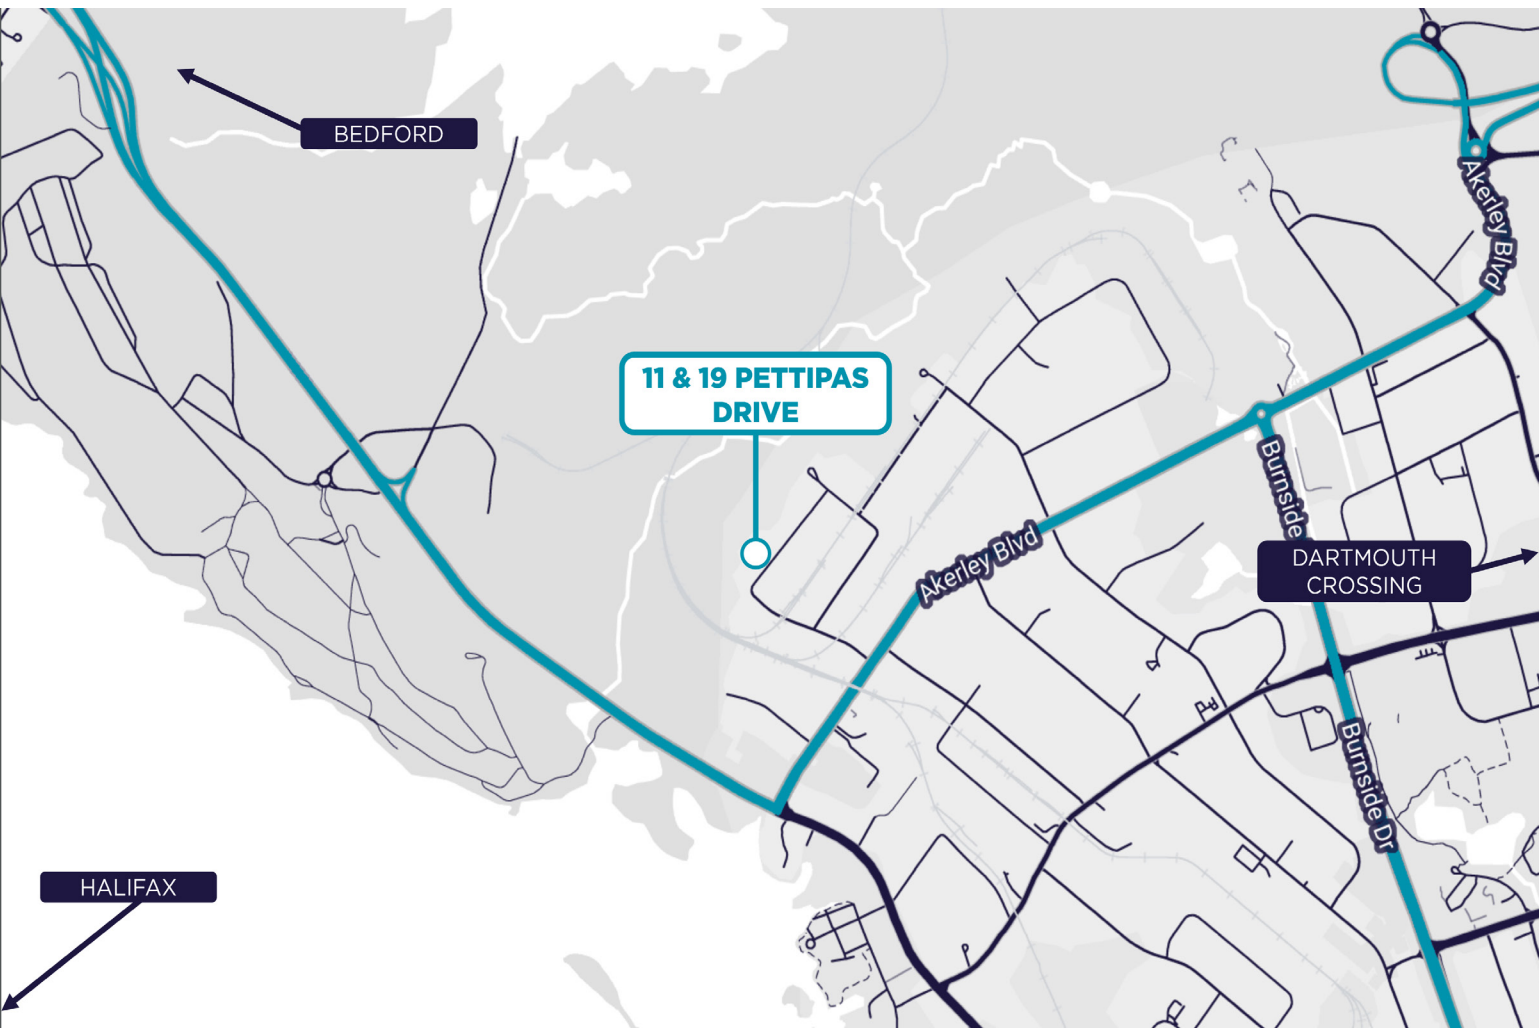 BEDFORD
Akerley Blvd
11 & 19 PETTIPAS
DRIVE
Burnside
Akerley Blvd
DARTMOUTH
CROSSING
Burnside Dr
HALIFAX